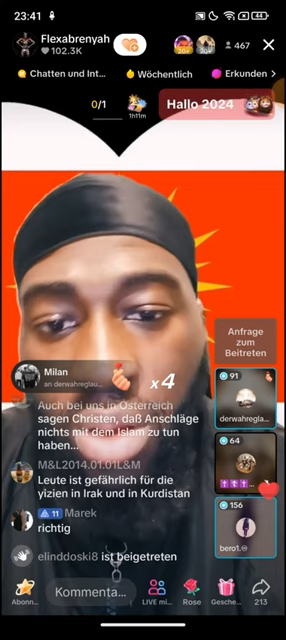 23:41
44
Flexabrenyah
102.3K
467
Chatten und Int...
Wöchentlich
Erkunden
0/1
1h11m
Hallo 2024
Anfrage
zum
Beitreten
Milan
an derwahreglau...
x4
91
derwahregla...
Auch bei uns in Österreich
sagen Christen, daß Anschläge
nichts mit dem Islam zu tun
haben...
64
M&L2014.01.01L&M
Leute ist gefährlich für die
yizien in Irak und in Kurdistan
11 Marek
richtig
156
bero1.
elinddoski8 ist beigetreten
Abonn...
Kommenta...
LIVE mi...
Rose
Gesche...
213